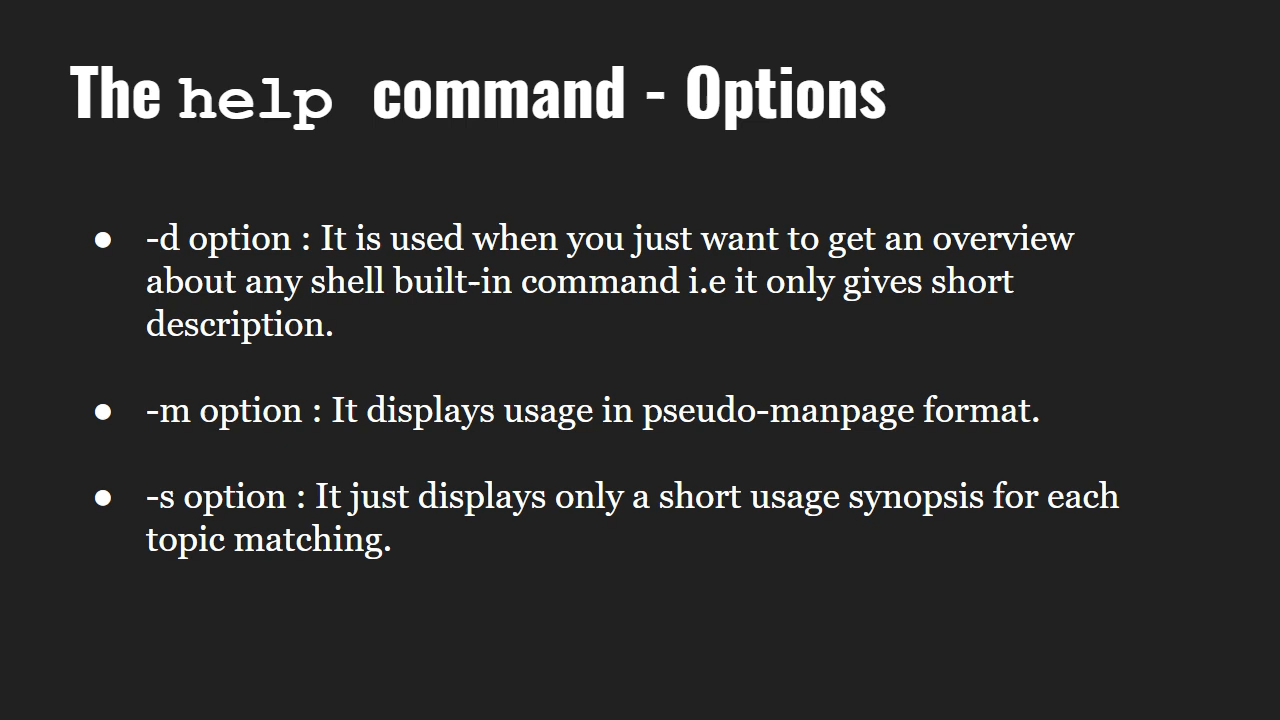 The help command - Options
● -d option : It is used when you just want to get an overview
about any shell built-in command i.e it only gives short
description.
● -m option : It displays usage in pseudo-manpage format.
● -s option : It just displays only a short usage synopsis for each
topic matching.